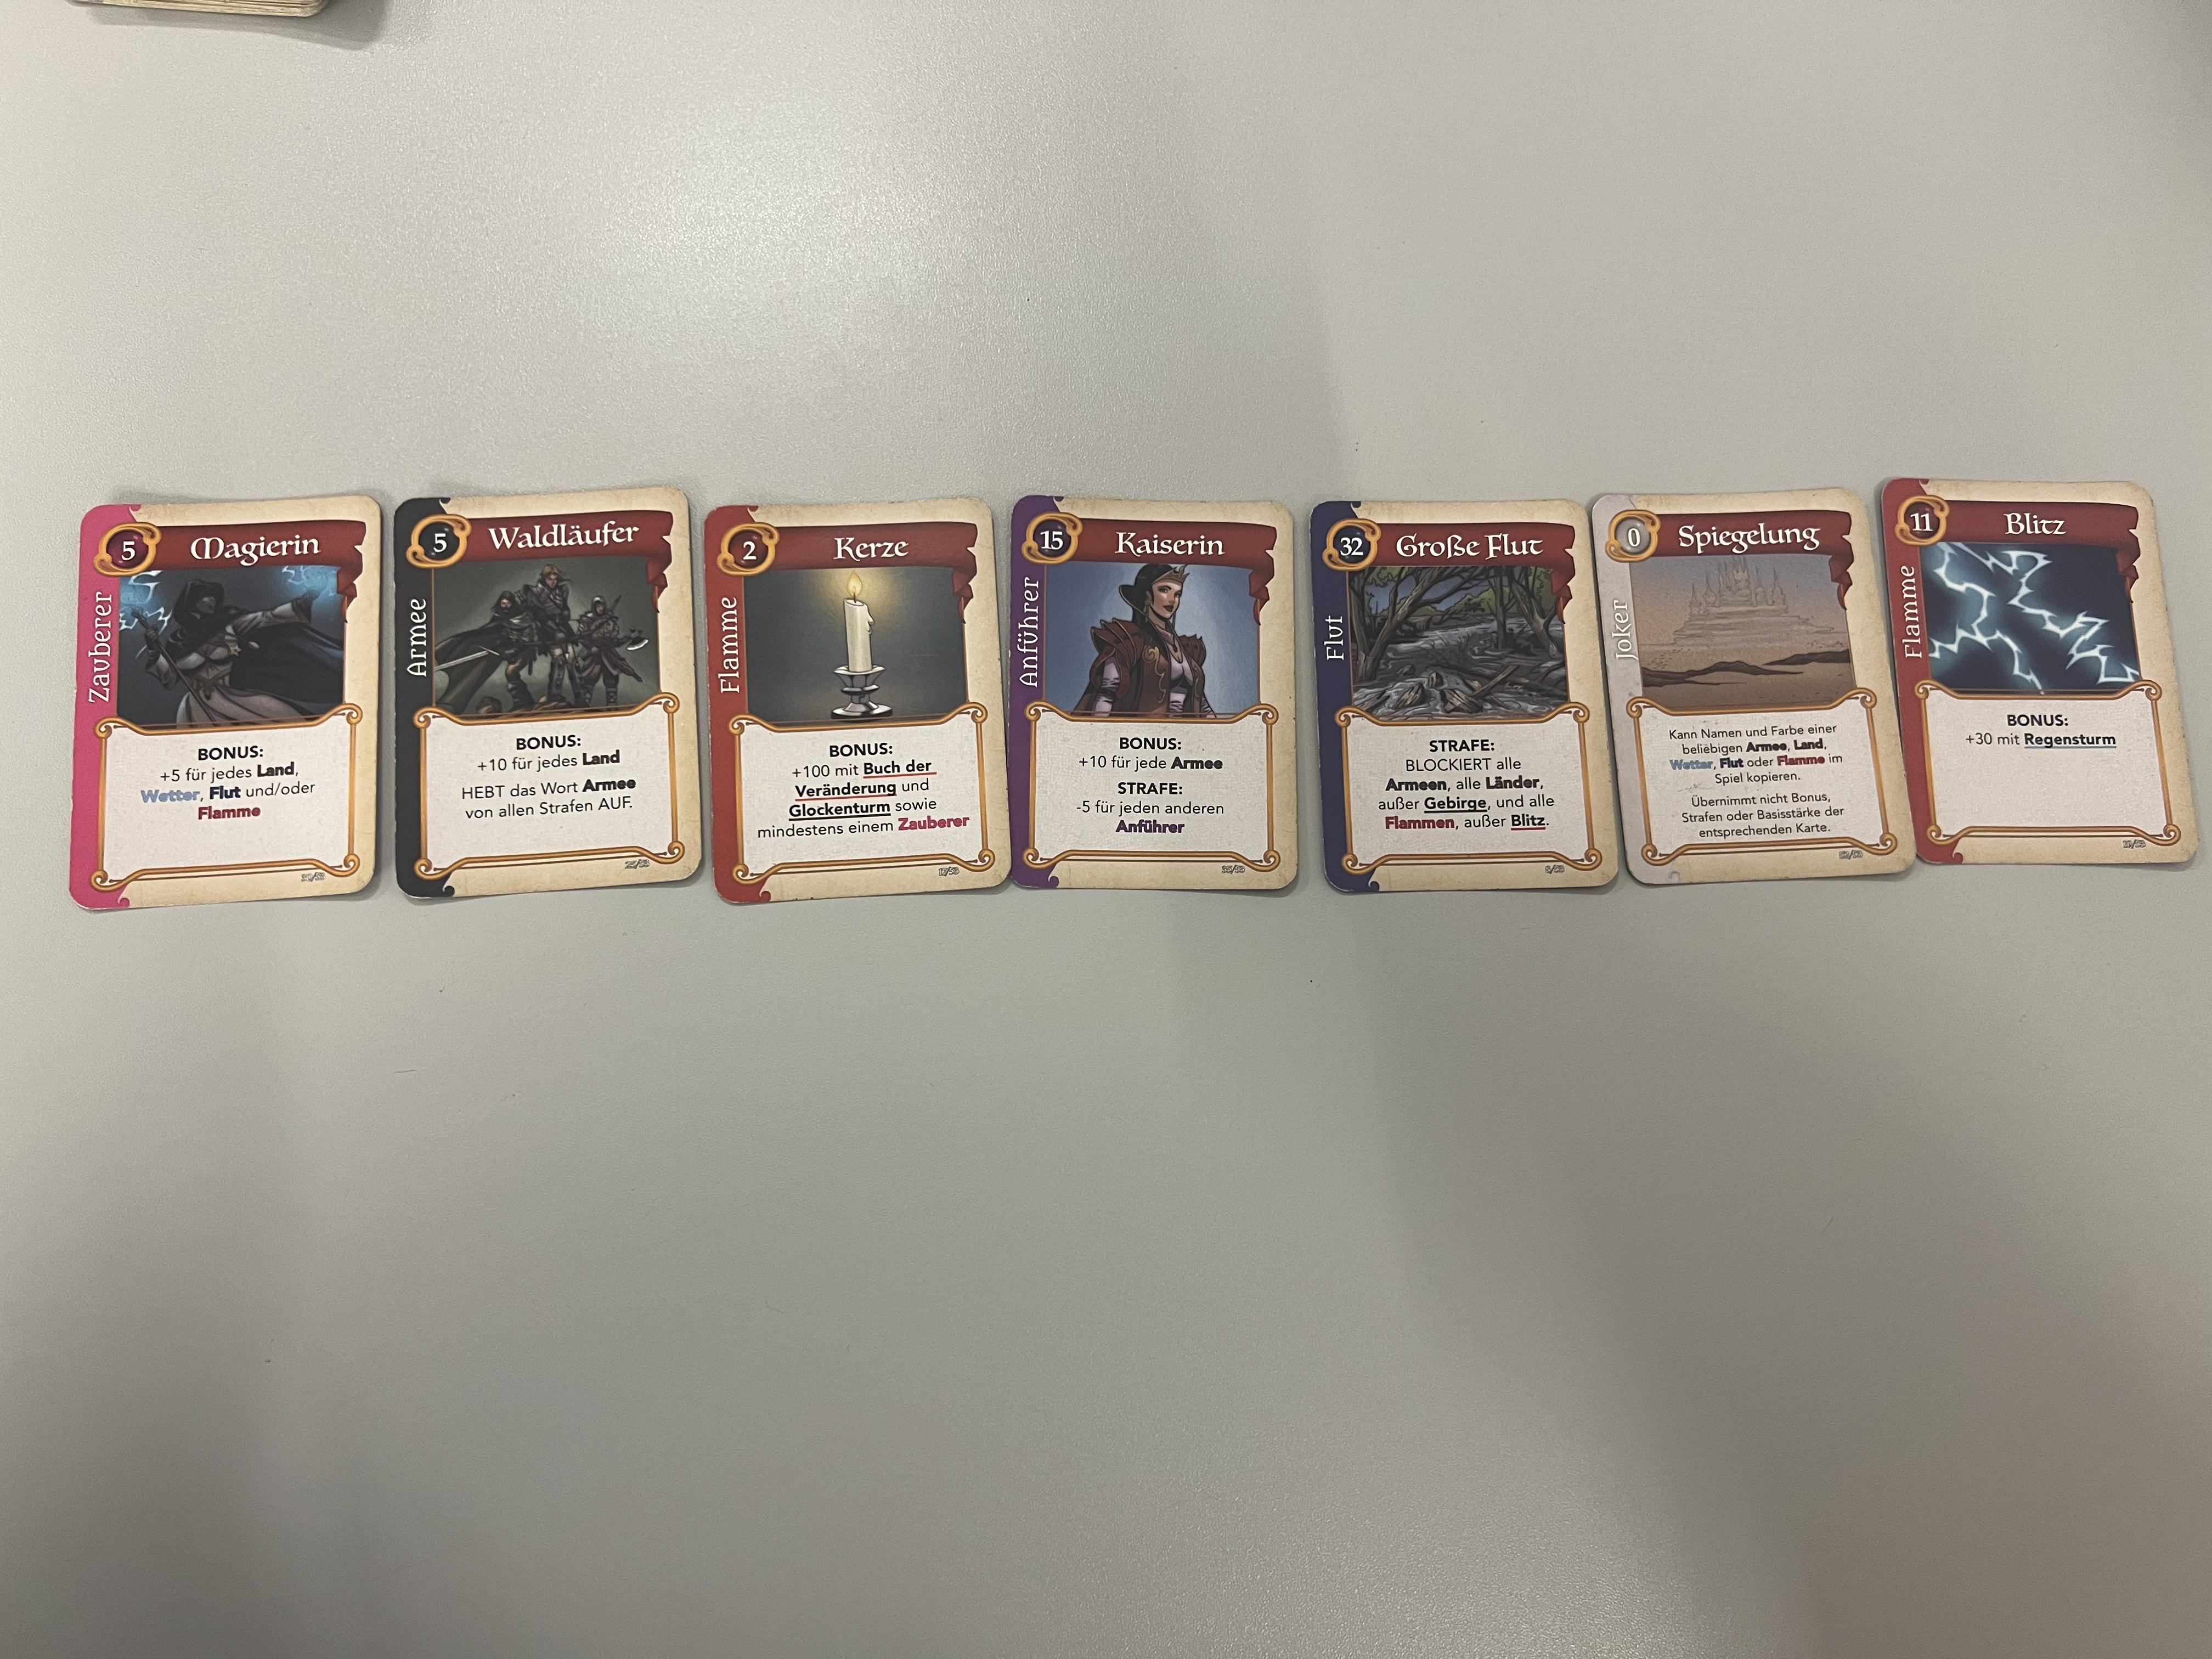 5
Magierin
Zauberer
BONUS:
+5 für jedes Land,
Wetter, Flut und/oder
Flamme
5
Waldläufer
Armee
BONUS:
+10 für jedes Land
HEBT das Wort Armee
von allen Strafen AUF.
2
Kerze
Flamme
BONUS:
+100 mit Buch der
Veränderung und
Glockenturm sowie
mindestens einem Zauberer
15
Kaiserin
Anführer
BONUS:
+10 für jede Armee
STRAFE:
-5 für jeden anderen
Anführer
32
Große Flut
Flut
STRAFE:
BLOCKIERT alle
Armeen, alle Länder,
außer Gebirge, und alle
Flammen, außer Blitz.
0
Spiegelung
Joker
Kann Namen und Farbe einer
beliebigen Armee, Land,
Wetter, Flut oder Flamme im
Spiel kopieren.
Übernimmt nicht Bonus,
Strafen oder Basisstärke der
entsprechenden Karte.
11
Blitz
Flamme
BONUS:
+30 mit Regensturm